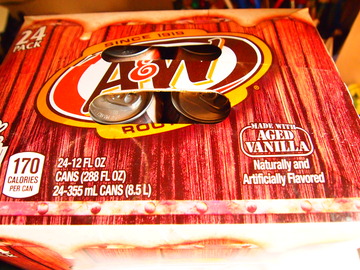 24
PACK
SINCE 1919
A&W
ROO
MADE WITH
AGED
VANILLA
Naturally and
Artificially Flavored
170
CALORIES
PER CAN
24-12 FL OZ
CANS (288 FL OZ)
24-355 mL CANS (8.5 L)